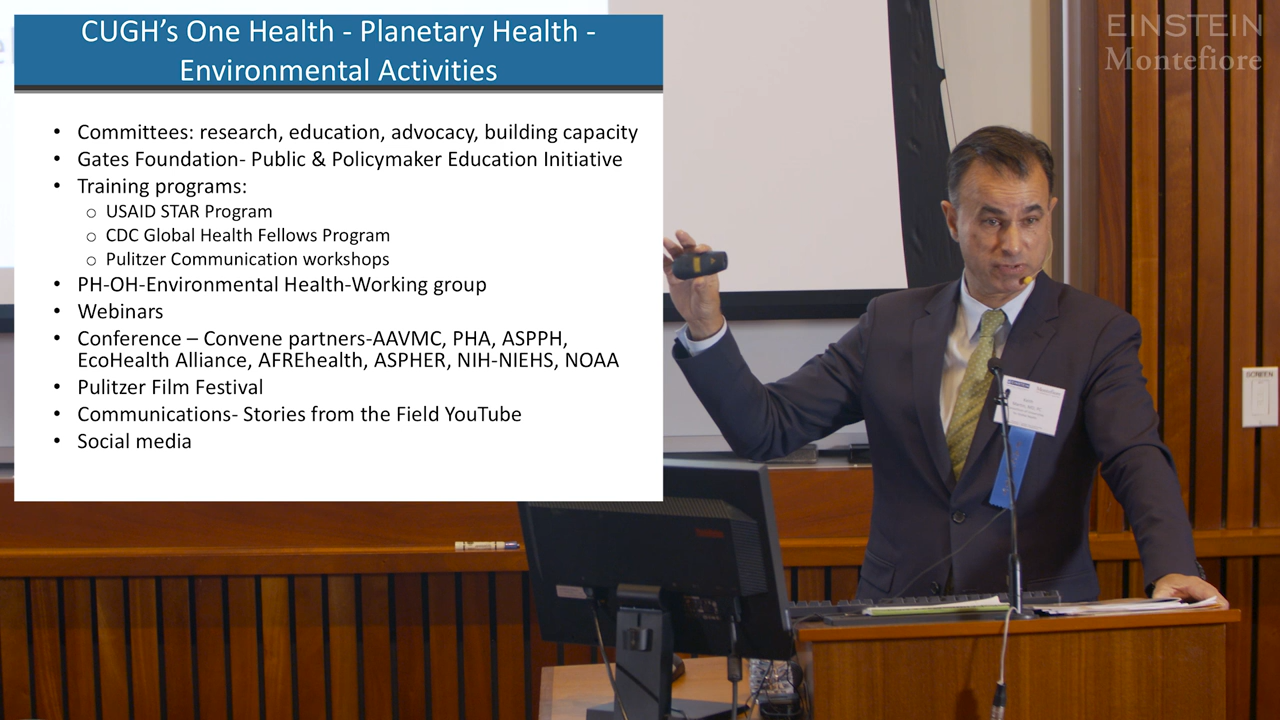 CUGH's One Health - Planetary Health -
Environmental Activities
• Committees: research, education, advocacy, building capacity
• Gates Foundation- Public & Policymaker Education Initiative
• Training programs:
o USAID STAR Program
o CDC Global Health Fellows Program
o Pulitzer Communication workshops
• PH-OH-Environmental Health-Working group
• Webinars
• Conference – Convene partners-AAVMC, PHA, ASPPH,
EcoHealth Alliance, AFREhealth, ASPHER, NIH-NIEHS, NOAA
• Pulitzer Film Festival
• Communications- Stories from the Field YouTube
• Social media
EINSTEIN
Montefiore
SCREEN